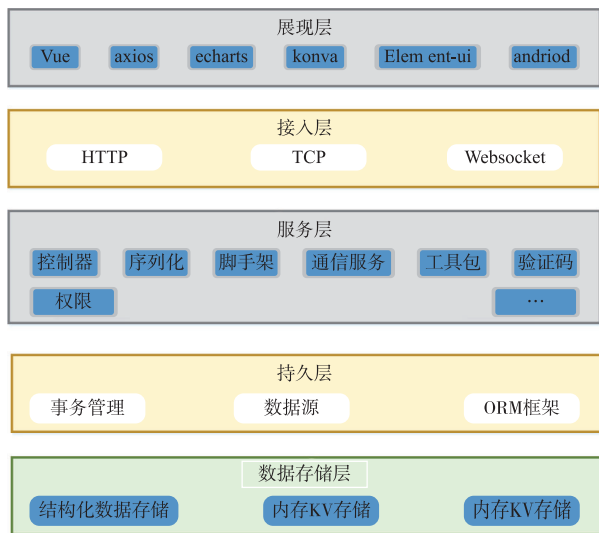 展现层
Vue axios echarts konva Elem ent-ui andriod
接入层
HTTP TCP Websocket
服务层
控制器 序列化 脚手架 通信服务 工具包 验证码
权限 …
持久层
事务管理 数据源 ORM框架
数据存储层
结构化数据存储 内存KV存储 内存KV存储